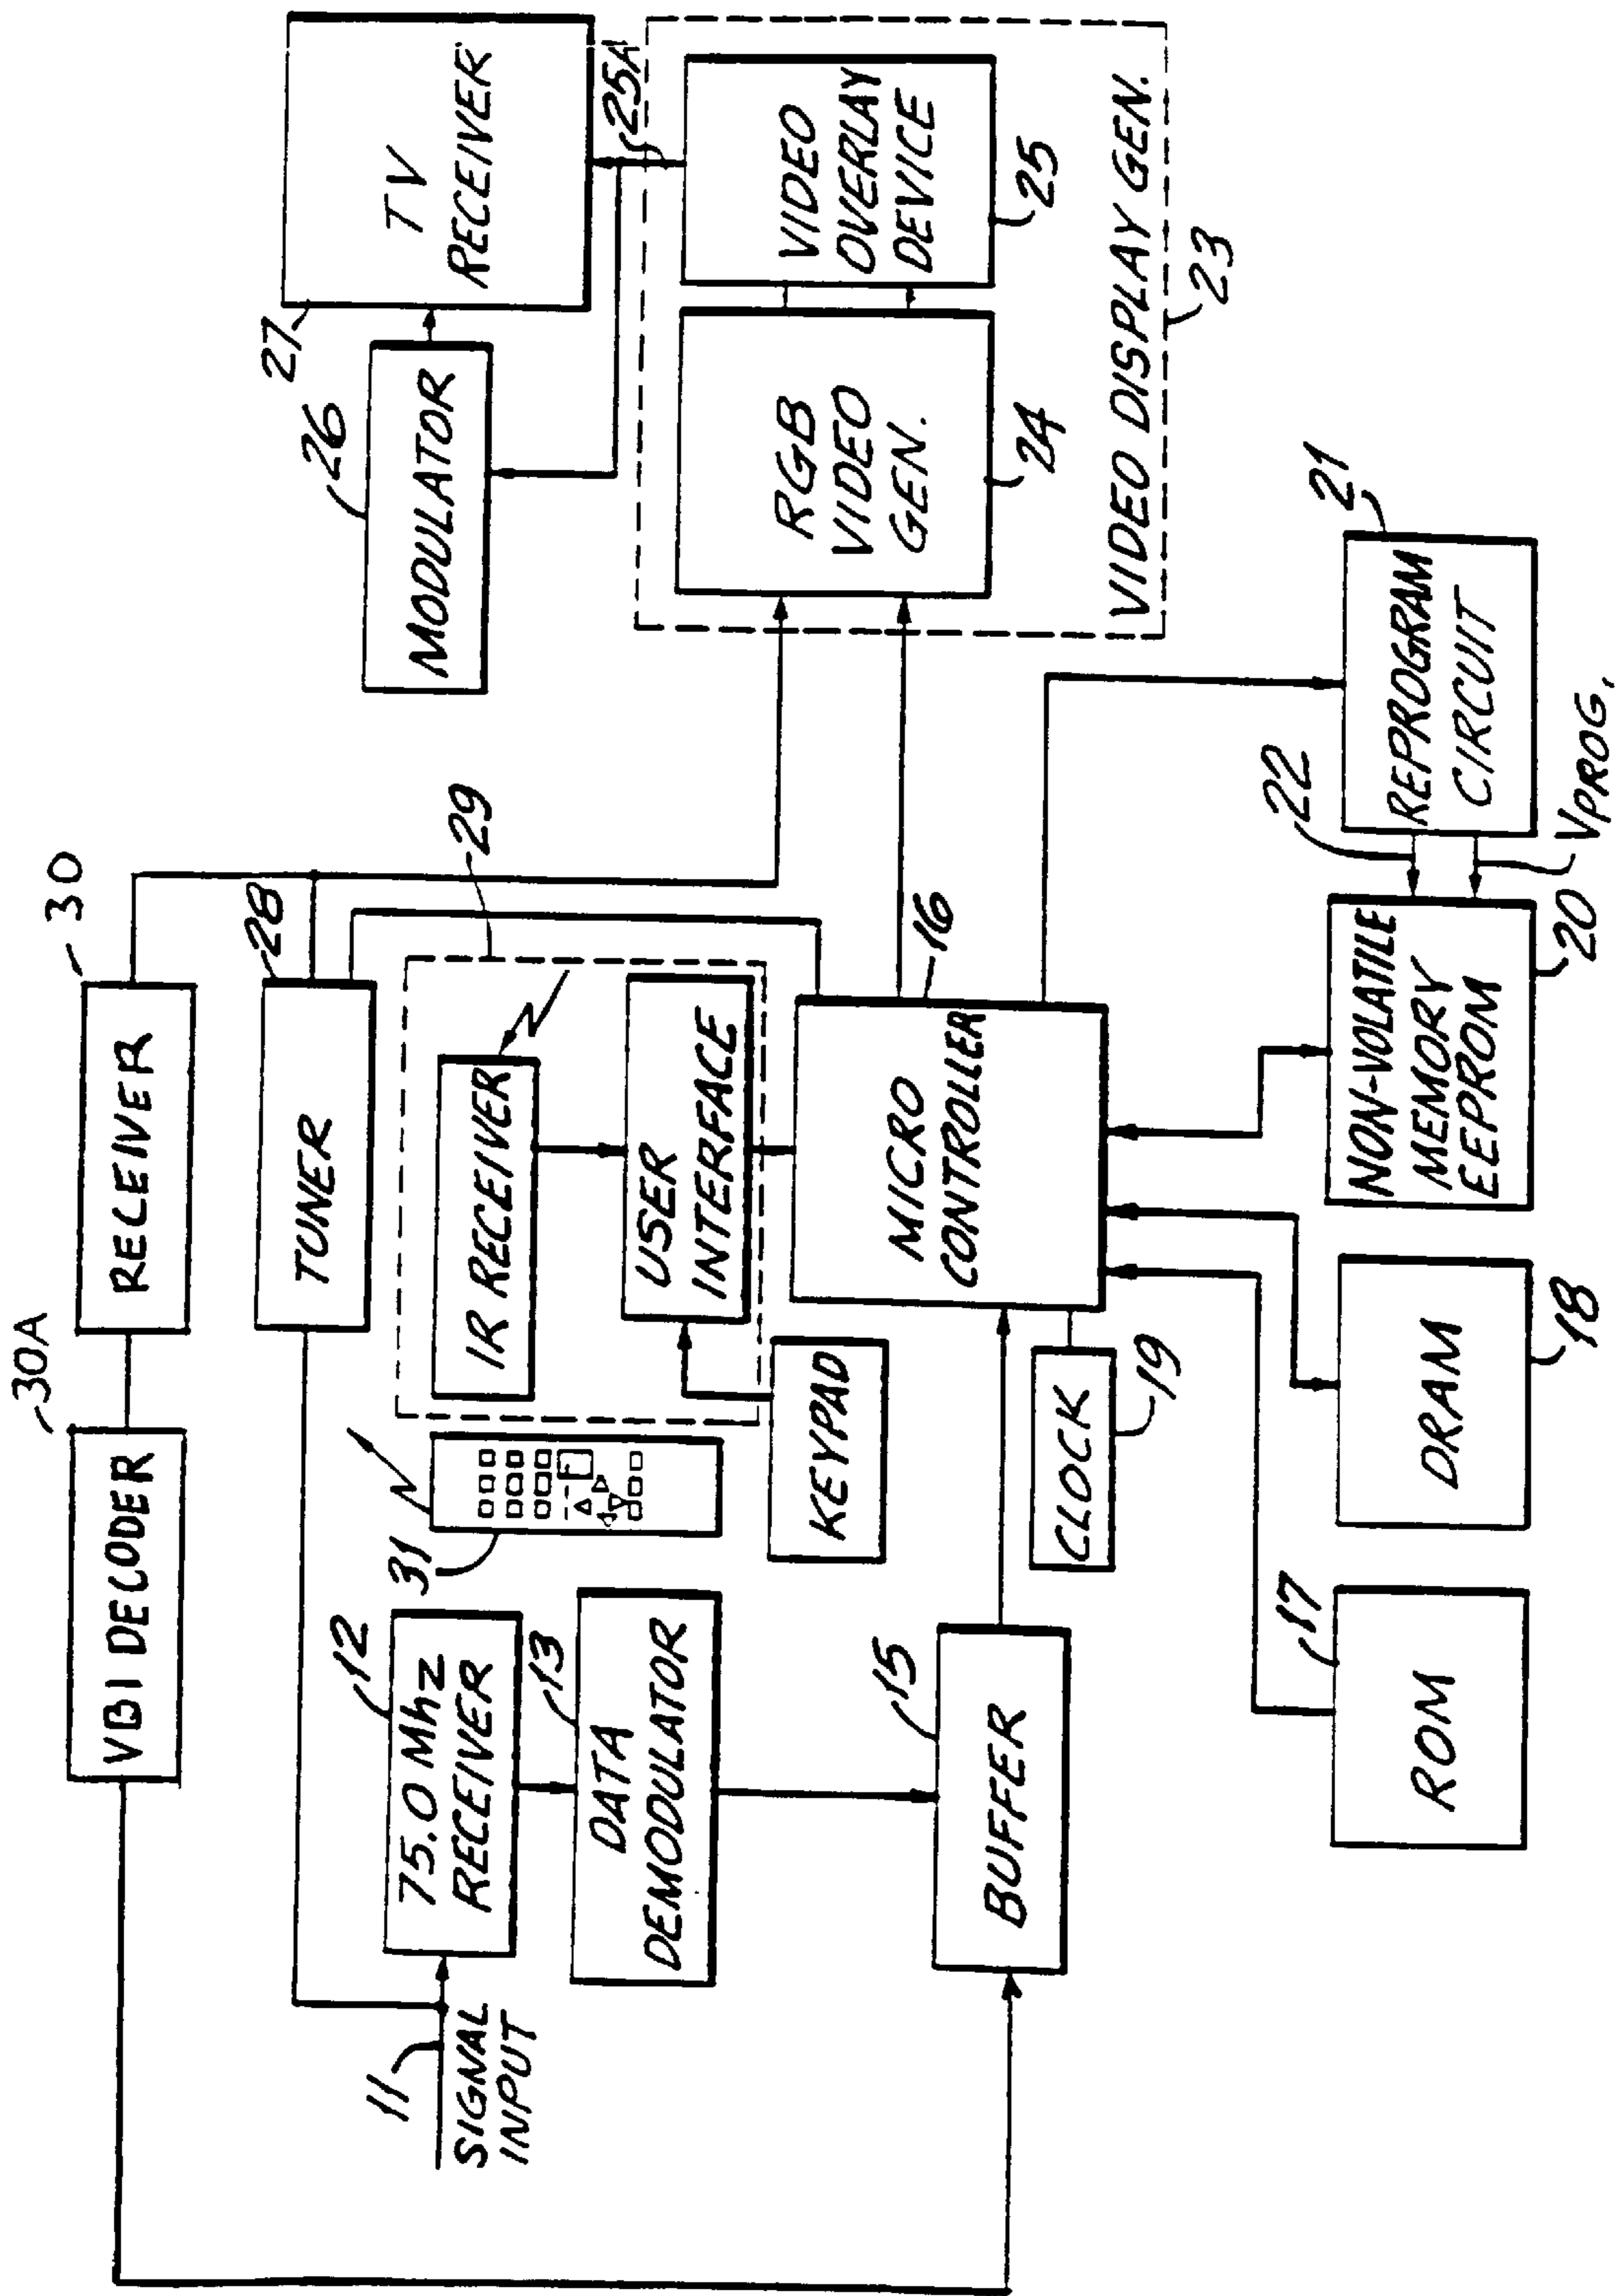 30A
VBI DECODER
30
RECEIVER
28
TUNER
11
SIGNAL
INPUT
12
75.0 Mhz
RECEIVER
13
DATA
DEMODULATOR
31
F
29
IR RECEIVER
USER
INTERFACE
KEYPAD
15
BUFFER
CLOCK
19
16
MICRO
CONTROLLER
17
ROM
DRAM
18
NON-VOLATILE
MEMORY
EEPROM
20
22
VPROG.
21
REPROGRAM
CIRCUIT
26
MODULATOR
27
TV
RECEIVER
25A
RGB
VIDEO
GEN.
24
VIDEO
OVERLAY
DEVICE
25
VIDEO DISPLAY GEN.
23